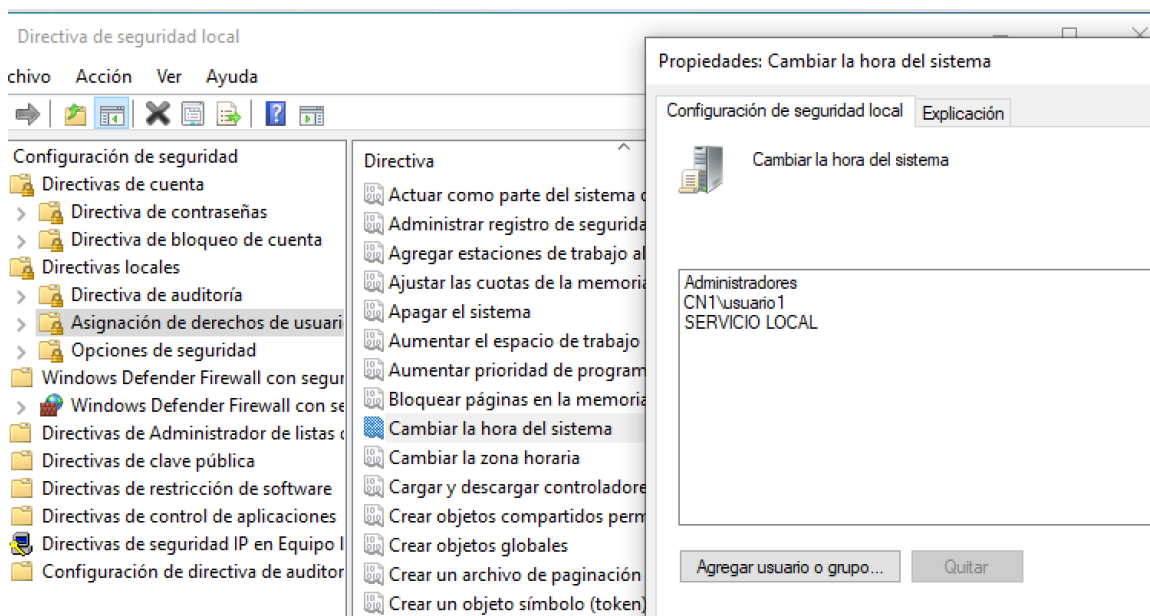 Directiva de seguridad local
chivo Acción Ver Ayuda
Configuración de seguridad
Directivas de cuenta
Directiva de contraseñas
Directiva de bloqueo de cuenta
Directivas locales
Directiva de auditoría
Asignación de derechos de usuari
Opciones de seguridad
Windows Defender Firewall con segur
Windows Defender Firewall con se
Directivas de Administrador de listas
Directivas de clave pública
Directivas de restricción de software
Directivas de control de aplicaciones
Directivas de seguridad IP en Equipo l
Configuración de directiva de auditor
Directiva
Actuar como parte del sistema
Administrar registro de segurida
Agregar estaciones de trabajo al
Ajustar las cuotas de la memoria
Apagar el sistema
Aumentar el espacio de trabajo
Aumentar prioridad de program
Bloquear páginas en la memoria
Cambiar la hora del sistema
Cambiar la zona horaria
Cargar y descargar controladore
Crear objetos compartidos perm
Crear objetos globales
Crear un archivo de paginación
Crear un objeto símbolo (token)
Propiedades: Cambiar la hora del sistema
Configuración de seguridad local Explicación
Cambiar la hora del sistema
Administradores
CN1\usuario1
SERVICIO LOCAL
Agregar usuario o grupo... Quitar